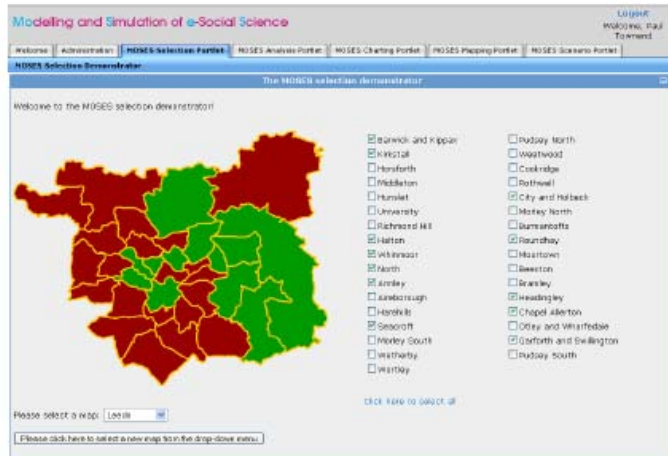 Modelling and Simulation of e-Social Science
Logout
Welcome, Paul
Townend
Welcome
Administration
MOSES Selection Portlet
MOSES Analysis Portlet
MOSES Charting Portlet
MOSES Mapping Portlet
MOSES Scenario Portlet
MOSES Selection Demonstrator
The MOSES selection demonstrator
Welcome to the MOSES selection demonstrator!
Barwick and Kippax
Kirkstall
Horsforth
Middleton
Hunslet
University
Richmond Hill
Halton
Whinmoor
North
Armley
Aireborough
Harehills
Seacroft
Morley South
Wetherby
Wortley
Pudsey North
Weetwood
Cookridge
Rothwell
City and Holbeck
Morley North
Burmantofts
Roundhay
Moortown
Beeston
Bramley
Headingley
Chapel Allerton
Otley and Wharfedale
Garforth and Swillington
Pudsey South
Click here to select all
Please select a map: Leeds
Please click here to select a new map from the drop-down menu